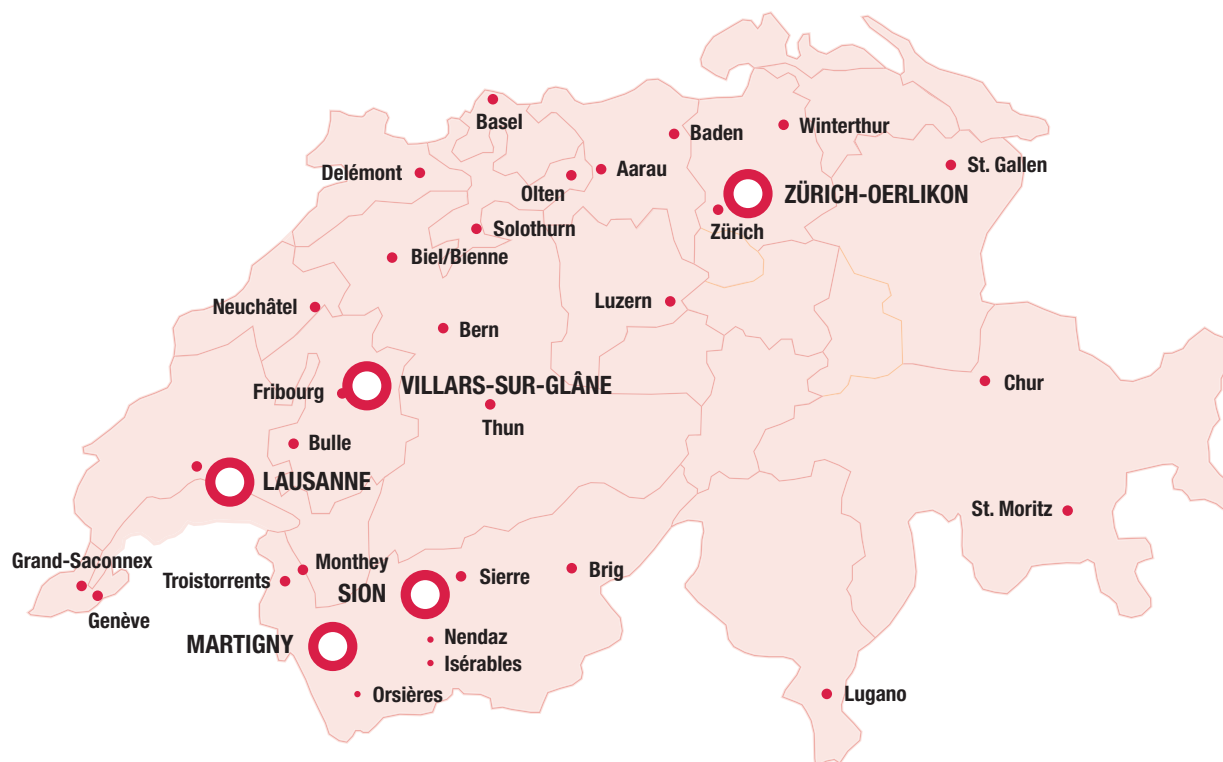 Basel
Baden
Winterthur
Delémont
Aarau
St. Gallen
Olten
ZÜRICH-OERLIKON
Solothurn
Zürich
Biel/Bienne
Neuchâtel
Luzern
Bern
Fribourg
VILLARS-SUR-GLÂNE
Chur
Thun
Bulle
LAUSANNE
St. Moritz
Grand-Saconnex
Monthey
Troistorrents
Sierre
Brig
SION
Genève
Nendaz
MARTIGNY
Isérables
Orsières
Lugano